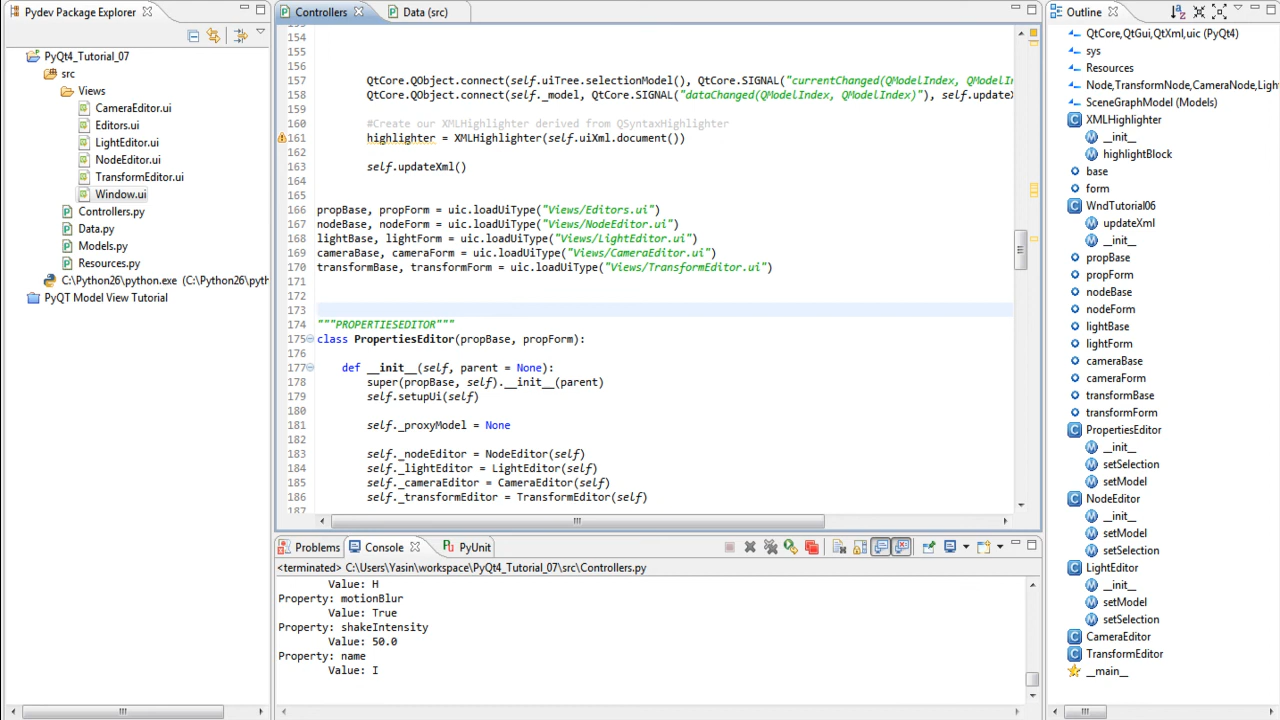 Pydev Package Explorer
PyQt4_Tutorial_07
src
Views
CameraEditor.ui
Editors.ui
LightEditor.ui
NodeEditor.ui
TransformEditor.ui
Window.ui
Controllers.py
Data.py
Models.py
Resources.py
C:\Python26\python.exe (C:\Python26\pyth
PyQT Model View Tutorial
Controllers
Data (src)
154
155
156
157 QtCore.QObject.connect(self.uiTree.selectionModel(), QtCore.SIGNAL("currentChanged(QModelIndex, QModelIn
158 QtCore.QObject.connect(self._model, QtCore.SIGNAL("dataChanged(QModelIndex, QModelIndex)"), self.updateX
159
160 #Create our XMLHighlighter derived from QSyntaxHighlighter
161 highlighter = XMLHighlighter(self.uiXml.document())
162
163 self.updateXml()
164
165
166 propBase, propForm = uic.loadUiType("Views/Editors.ui")
167 nodeBase, nodeForm = uic.loadUiType("Views/NodeEditor.ui")
168 lightBase, lightForm = uic.loadUiType("Views/LightEditor.ui")
169 cameraBase, cameraForm = uic.loadUiType("Views/CameraEditor.ui")
170 transformBase, transformForm = uic.loadUiType("Views/TransformEditor.ui")
171
172
173
174 """PROPERTIESEDITOR"""
175 class PropertiesEditor(propBase, propForm):
176
177 def __init__(self, parent = None):
178 super(propBase, self).__init__(parent)
179 self.setupUi(self)
180
181 self._proxyModel = None
182
183 self._nodeEditor = NodeEditor(self)
184 self._lightEditor = LightEditor(self)
185 self._cameraEditor = CameraEditor(self)
186 self._transformEditor = TransformEditor(self)
187
Problems
Console
PyUnit
<terminated> C:\Users\Yasin\workspace\PyQt4_Tutorial_07\src\Controllers.py
Value: H
Property: motionBlur
Value: True
Property: shakeIntensity
Value: 50.0
Property: name
Value: I
Outline
QtCore,QtGui,QtXml,uic (PyQt4)
sys
Resources
Node,TransformNode,CameraNode,Ligh
SceneGraphModel (Models)
XMLHighlighter
__init__
highlightBlock
base
form
WndTutorial06
updateXml
__init__
propBase
propForm
nodeBase
nodeForm
lightBase
lightForm
cameraBase
cameraForm
transformBase
transformForm
PropertiesEditor
__init__
setSelection
setModel
NodeEditor
__init__
setModel
setSelection
LightEditor
__init__
setModel
setSelection
CameraEditor
TransformEditor
__main__